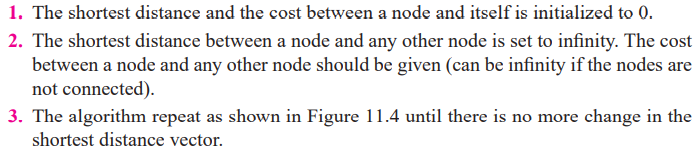 1. The shortest distance and the cost between a node and itself is initialized to 0.
2. The shortest distance between a node and any other node is set to infinity. The cost
between a node and any other node should be given (can be infinity if the nodes are
not connected).
3. The algorithm repeat as shown in Figure 11.4 until there is no more change in the
shortest distance vector.